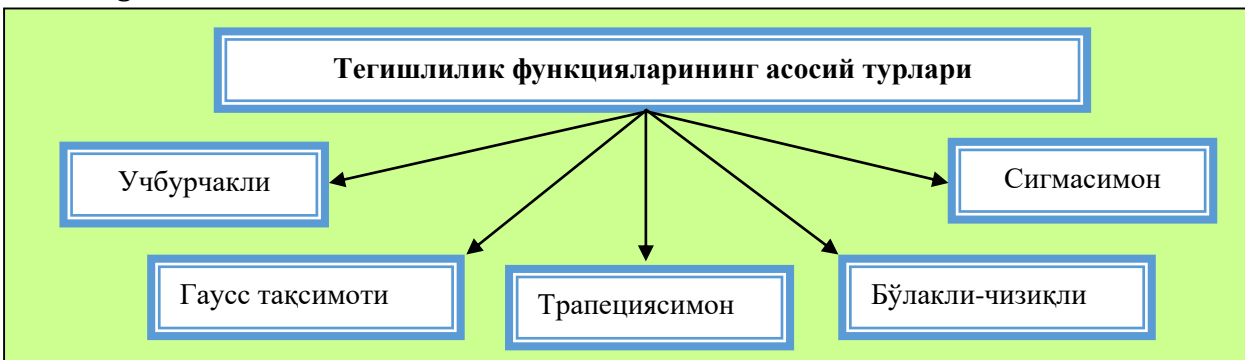 Тегишлилик функцияларининг асосий турлари
Учбурчакли
Сигмасимон
Гаусс тақсимоти
Трапециясимон
Бўлакли-чизиқли